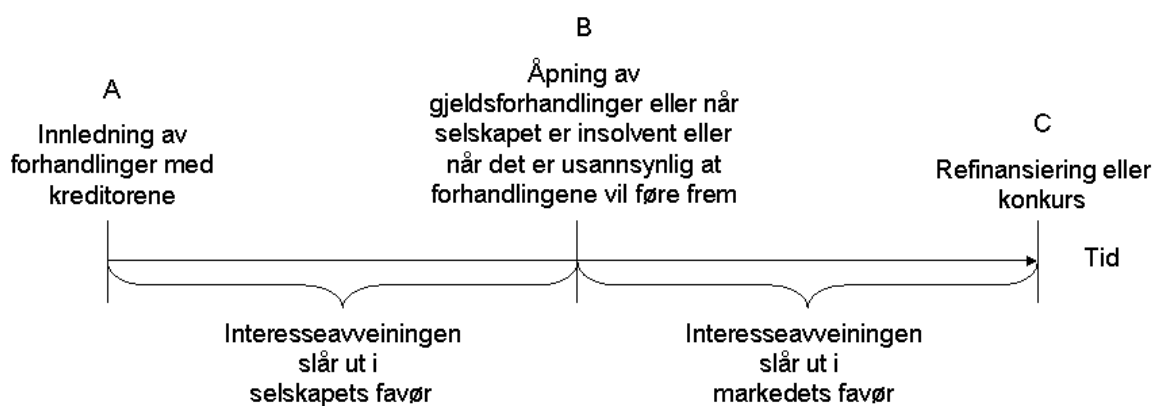 A
Innledning av
forhandlinger med
kreditorene
B
Åpning av
gjeldsforhandlinger eller når
selskapet er insolvent eller
når det er usannsynlig at
forhandlingene vil føre frem
C
Refinansiering eller
konkurs
Tid
Interesseavveiningen
slår ut i
selskapets favør
Interesseavveiningen
slår ut i
markedets favør